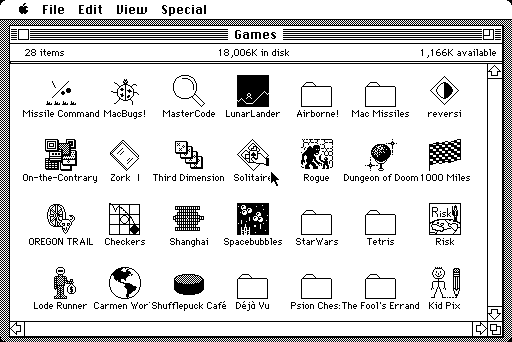 File Edit View Special
Games
28 items 18,006K in disk 1,166K available
Missile Command MacBugs! MasterCode LunarLander Airborne! Mac Missiles reversi
On-the-Contrary Zork I Third Dimension Solitaire Rogue Dungeon of Doom 1000 Miles
Risk
OREGON TRAIL Checkers Shanghai Spacebubbles StarWars Tetris Risk
Lode Runner Carmen Wor Shufflepuck Café Déjà Vu Psion Ches The Fool's Errand Kid Pix